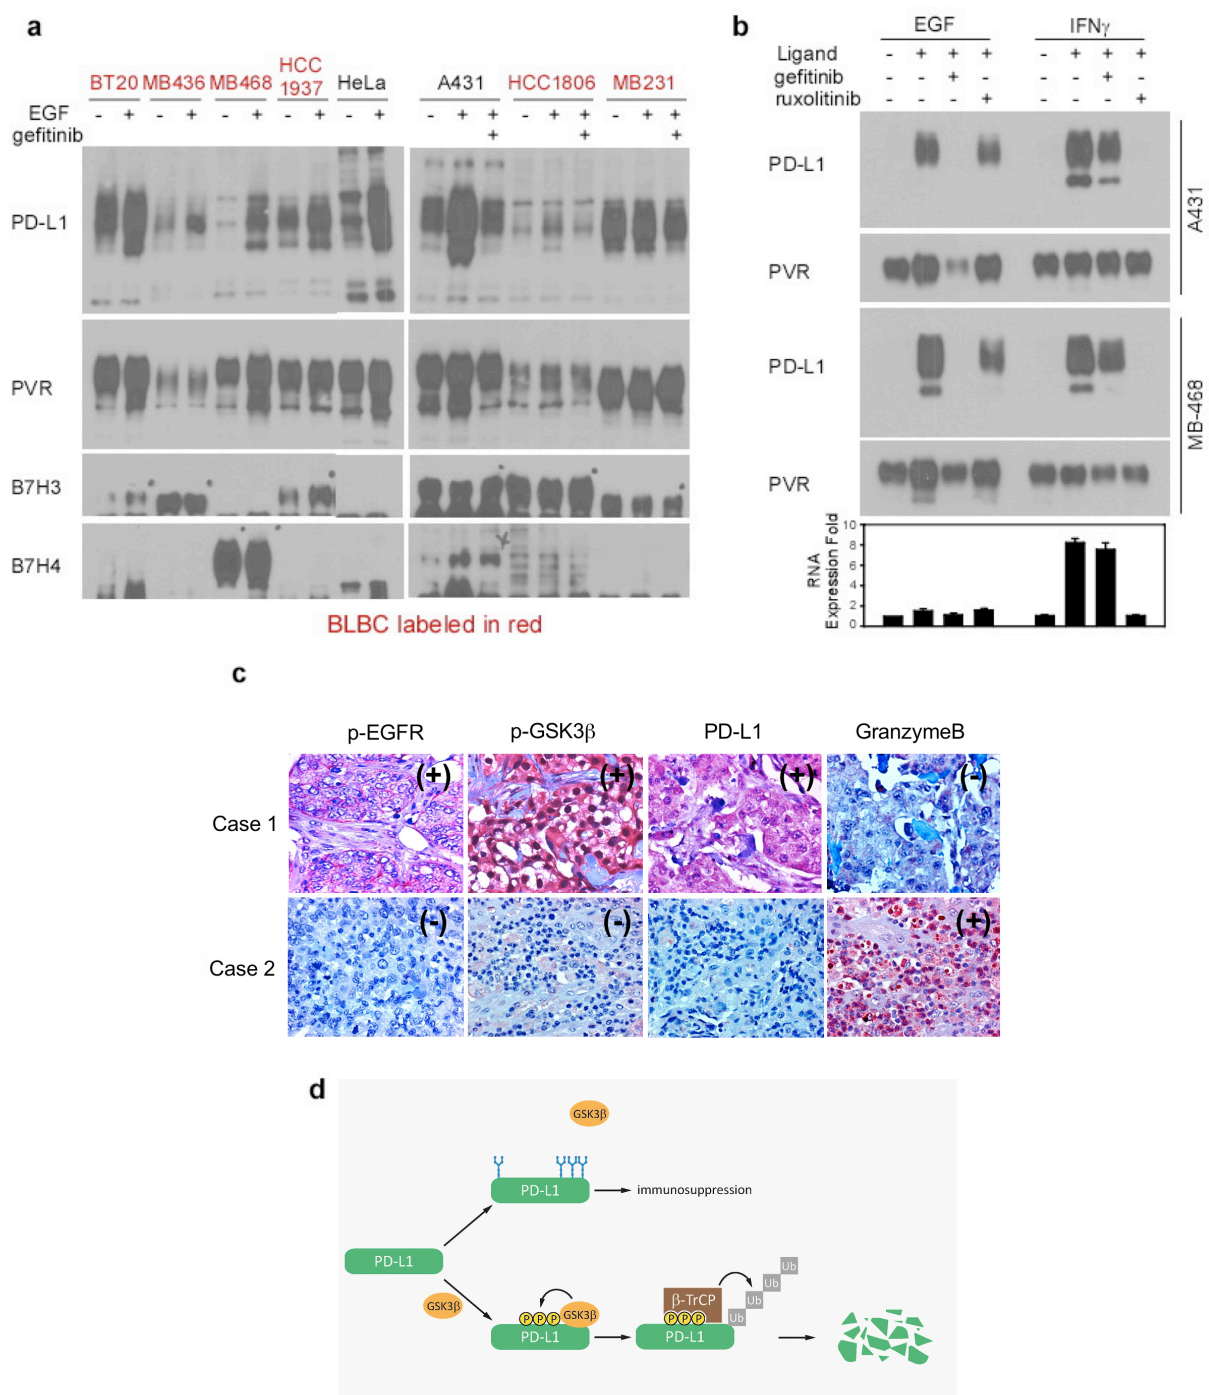 a
BT20 MB436 MB468 HCC 1937 HeLa A431 HCC1806 MB231
EGF - + - + - + - + - + - + + - + + - + +
gefitinib + + +
PD-L1
PVR
B7H3
B7H4
BLBC labeled in red
b
EGF IFNγ
Ligand - + + + - + + +
gefitinib - - + - - + -
ruxolitinib - - + - - +
PD-L1
PVR
A431
PD-L1
PVR
MB-468
RNA
Expression Fold
10
8
6
4
2
0
c
p-EGFR p-GSK3β PD-L1 GranzymeB
Case 1 (+) (+) (+) (-)
Case 2 (-) (-) (+)
d
GSK3β
PD-L1 immunosuppression
PD-L1
GSK3β
P P P GSK3β
PD-L1
β-TrCP
P P P
PD-L1
Ub Ub Ub Ub